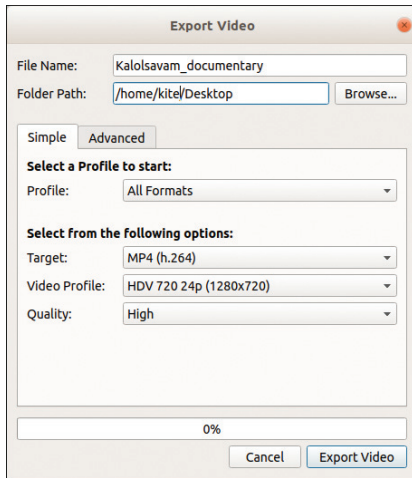 Export Video
File Name: Kalolsavam_documentary
Folder Path: /home/kite/Desktop Browse...
Simple Advanced
Select a Profile to start:
Profile: All Formats
Select from the following options:
Target: MP4 (h.264)
Video Profile: HDV 720 24p (1280x720)
Quality: High
0%
Cancel Export Video